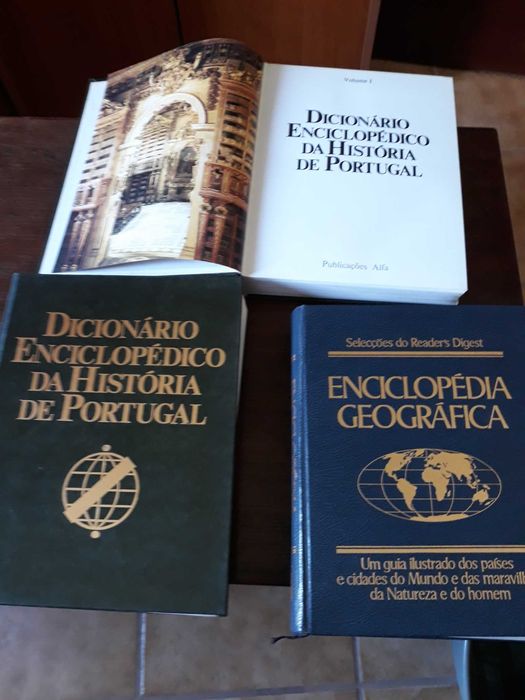 Volume I
DICIONÁRIO
ENCICLOPÉDICO
DA HISTÓRIA
DE PORTUGAL
Publicações Alfa
DICIONÁRIO
ENCICLOPÉDICO
DA HISTÓRIA
DE PORTUGAL
Selecções do Reader's Digest
ENCICLOPÉDIA
GEOGRÁFICA
Um guia ilustrado dos países
e cidades do Mundo e das maravilh
da Natureza e do homem